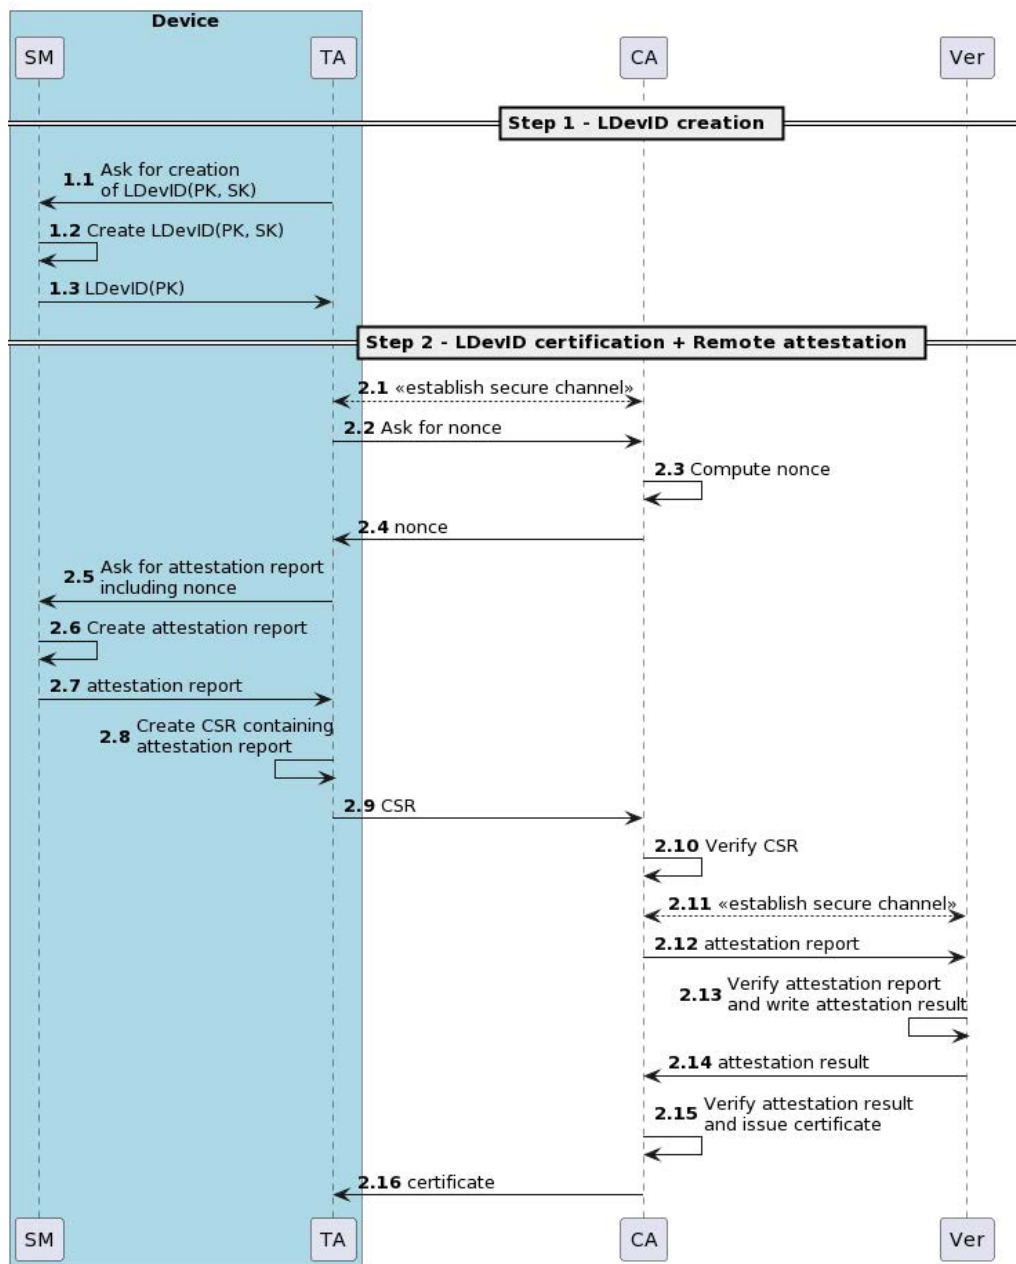 Device
SM TA CA Ver
Step 1 - LDevID creation
1.1 Ask for creation
of LDevID(PK, SK)
1.2 Create LDevID(PK, SK)
1.3 LDevID(PK)
Step 2 - LDevID certification + Remote attestation
2.1 «establish secure channel»
2.2 Ask for nonce
2.3 Compute nonce
2.4 nonce
2.5 Ask for attestation report
including nonce
2.6 Create attestation report
2.7 attestation report
2.8 Create CSR containing
attestation report
2.9 CSR
2.10 Verify CSR
2.11 «establish secure channel»
2.12 attestation report
2.13 Verify attestation report
and write attestation result
2.14 attestation result
2.15 Verify attestation result
and issue certificate
2.16 certificate
SM TA CA Ver